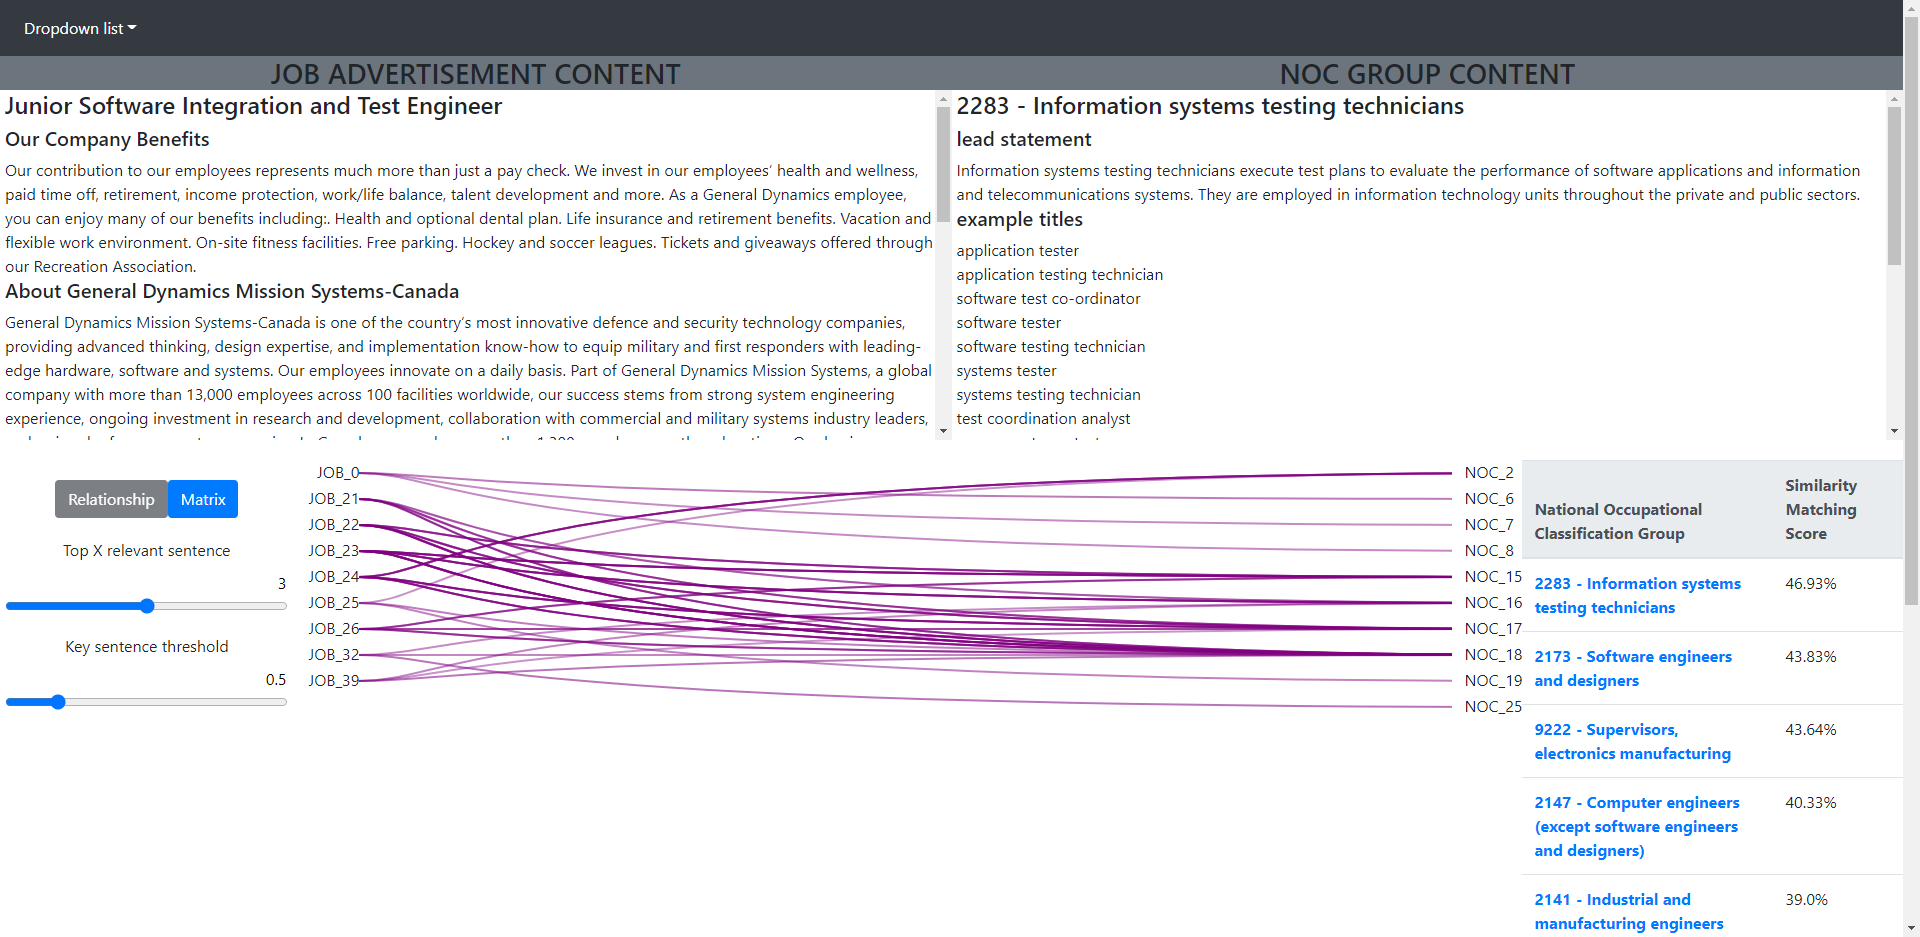 Dropdown list
JOB ADVERTISEMENT CONTENT
NOC GROUP CONTENT
Junior Software Integration and Test Engineer
Our Company Benefits
Our contribution to our employees represents much more than just a pay check. We invest in our employees’ health and wellness,
paid time off, retirement, income protection, work/life balance, talent development and more. As a General Dynamics employee,
you can enjoy many of our benefits including:. Health and optional dental plan. Life insurance and retirement benefits. Vacation and
flexible work environment. On-site fitness facilities. Free parking. Hockey and soccer leagues. Tickets and giveaways offered through
our Recreation Association.
About General Dynamics Mission Systems-Canada
General Dynamics Mission Systems-Canada is one of the country’s most innovative defence and security technology companies,
providing advanced thinking, design expertise, and implementation know-how to equip military and first responders with leading-
edge hardware, software and systems. Our employees innovate on a daily basis. Part of General Dynamics Mission Systems, a global
company with more than 13,000 employees across 100 facilities worldwide, our success stems from strong system engineering
experience, ongoing investment in research and development, collaboration with commercial and military systems industry leaders,
2283 - Information systems testing technicians
lead statement
Information systems testing technicians execute test plans to evaluate the performance of software applications and information
and telecommunications systems. They are employed in information technology units throughout the private and public sectors.
example titles
application tester
application testing technician
software test co-ordinator
software tester
software testing technician
systems tester
systems testing technician
test coordination analyst
Relationship
Matrix
Top X relevant sentence
3
Key sentence threshold
0.5
JOB_0
JOB_21
JOB_22
JOB_23
JOB_24
JOB_25
JOB_26
JOB_32
JOB_39
NOC_2
NOC_6
NOC_7
NOC_8
NOC_15
NOC_16
NOC_17
NOC_18
NOC_19
NOC_25
National Occupational
Classification Group
Similarity
Matching
Score
2283 - Information systems
testing technicians
46.93%
2173 - Software engineers
and designers
43.83%
9222 - Supervisors,
electronics manufacturing
43.64%
2147 - Computer engineers
(except software engineers
and designers)
40.33%
2141 - Industrial and
manufacturing engineers
39.0%